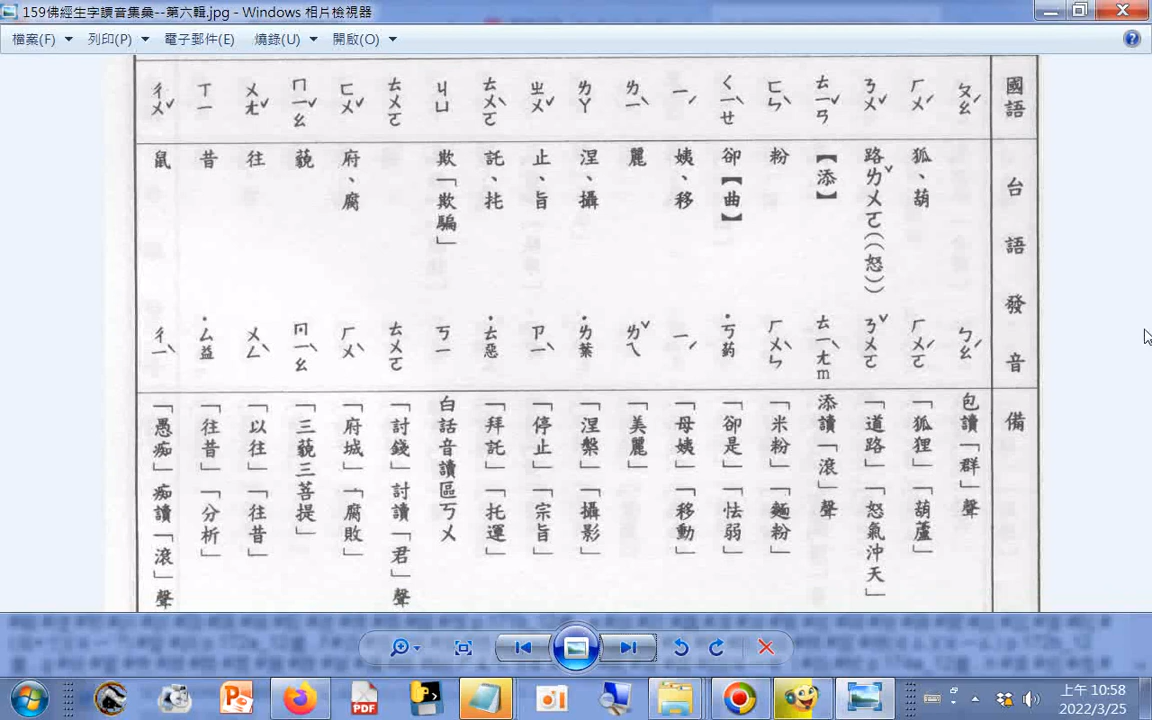 159佛經生字讀音集彙--第六輯.jpg - Windows 相片檢視器
檔案(F) 列印(P) 電子郵件(E) 燒錄(U) 開啟(O)
國語 台語發音 備
ㄆㄠˊ ㄅㄠˊ 包讀「群」聲
ㄏㄨˊ 狐、葫 ㄏㄨㄛˊ 「狐狸」「葫蘆」
ㄋㄨˇ 路ㄌㄨㄛˇ((怒)) ㄋㄨㄛˇ 「道路」「怒氣沖天」
ㄊㄧㄢˇ 【添】 ㄊㄧㄤm 添讀「滾」聲
ㄈㄣˋ 粉 ㄏㄨㄣˋ 「米粉」「麵粉」
ㄑㄧㄝˋ 卻【曲】 ˙ㄎ葯 「卻是」「怯弱」
ㄧˊ 姨、移 ㄧˊ 「母姨」「移動」
ㄌㄧˋ 麗 ㄌㄟˇ 「美麗」
ㄌㄚ 涅、攝 ˙ㄌ葉 「涅槃」「攝影」
ㄓㄨˇ 止、旨 ㄗㄧˋ 「停止」「宗旨」
ㄊㄨㄛˋ 託、托 ˙ㄊ惡 「拜託」「托運」
ㄐㄩ 欺「欺騙」 ㄎㄧ 白話音讀區ㄎㄨ
ㄊㄨㄛ ㄊㄨㄛ 「討錢」討讀「君」聲
ㄈㄨˇ 府、腐 ㄏㄨˋ 「府城」「腐敗」
ㄇㄧㄠˇ 藐 「三藐三菩提」
ㄨㄤˇ 往 ㄨㄥˋ 「以往」「往昔」
ㄒㄧ 昔 ˙ㄙ益 「往昔」「分析」
ㄔㄨˇ 鼠 ㄔㄧˋ 「愚痴」痴讀「滾」聲
上午 10:58
2022/3/25